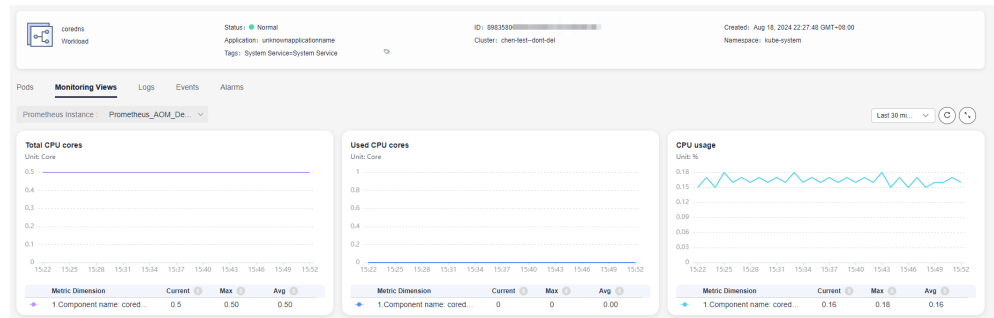 coredns
Workload
Status: Normal
Application: unknownapplicationname
Tags: System Service=System Service
ID: 8983580
Cluster: chen-test--dont-del
Created: Aug 18, 2024 22:27:48 GMT+08:00
Namespace: kube-system
Pods Monitoring Views Logs Events Alarms
Prometheus Instance : Prometheus_AOM_De...
Last 30 mi...
Total CPU cores
Unit: Core
0.5
0.4
0.3
0.2
0.1
0
15:22 15:25 15:28 15:31 15:34 15:37 15:40 15:43 15:46 15:49 15:52
Metric Dimension Current Max Avg
1.Component name: cored... 0.5 0.50 0.50
Used CPU cores
Unit: Core
1
0.8
0.6
0.4
0.2
0
15:22 15:25 15:28 15:31 15:34 15:37 15:40 15:43 15:46 15:49 15:52
Metric Dimension Current Max Avg
1.Component name: cored... 0 0 0.00
CPU usage
Unit: %
0.18
0.15
0.12
0.09
0.06
0.03
0
15:22 15:25 15:28 15:31 15:34 15:37 15:40 15:43 15:46 15:49 15:52
Metric Dimension Current Max Avg
1.Component name: cored... 0.16 0.18 0.16